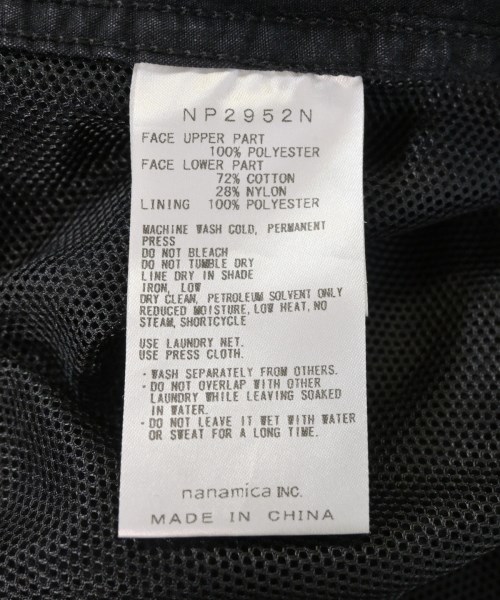 NP2952N
FACE UPPER PART
100% POLYESTER
FACE LOWER PART
72% COTTON
28% NYLON
LINING 100% POLYESTER
MACHINE WASH COLD, PERMANENT
PRESS
DO NOT BLEACH
DO NOT TUMBLE DRY
LINE DRY IN SHADE
IRON, LOW
DRY CLEAN, PETROLEUM SOLVENT ONLY
REDUCED MOISTURE, LOW HEAT, NO
STEAM, SHORTCYCLE
USE LAUNDRY NET.
USE PRESS CLOTH.
・WASH SEPARATELY FROM OTHERS.
・DO NOT OVERLAP WITH OTHER
LAUNDRY WHILE LEAVING SOAKED
IN WATER.
・DO NOT LEAVE IT WET WITH WATER
OR SWEAT FOR A LONG TIME.
nanamica INC.
MADE IN CHINA